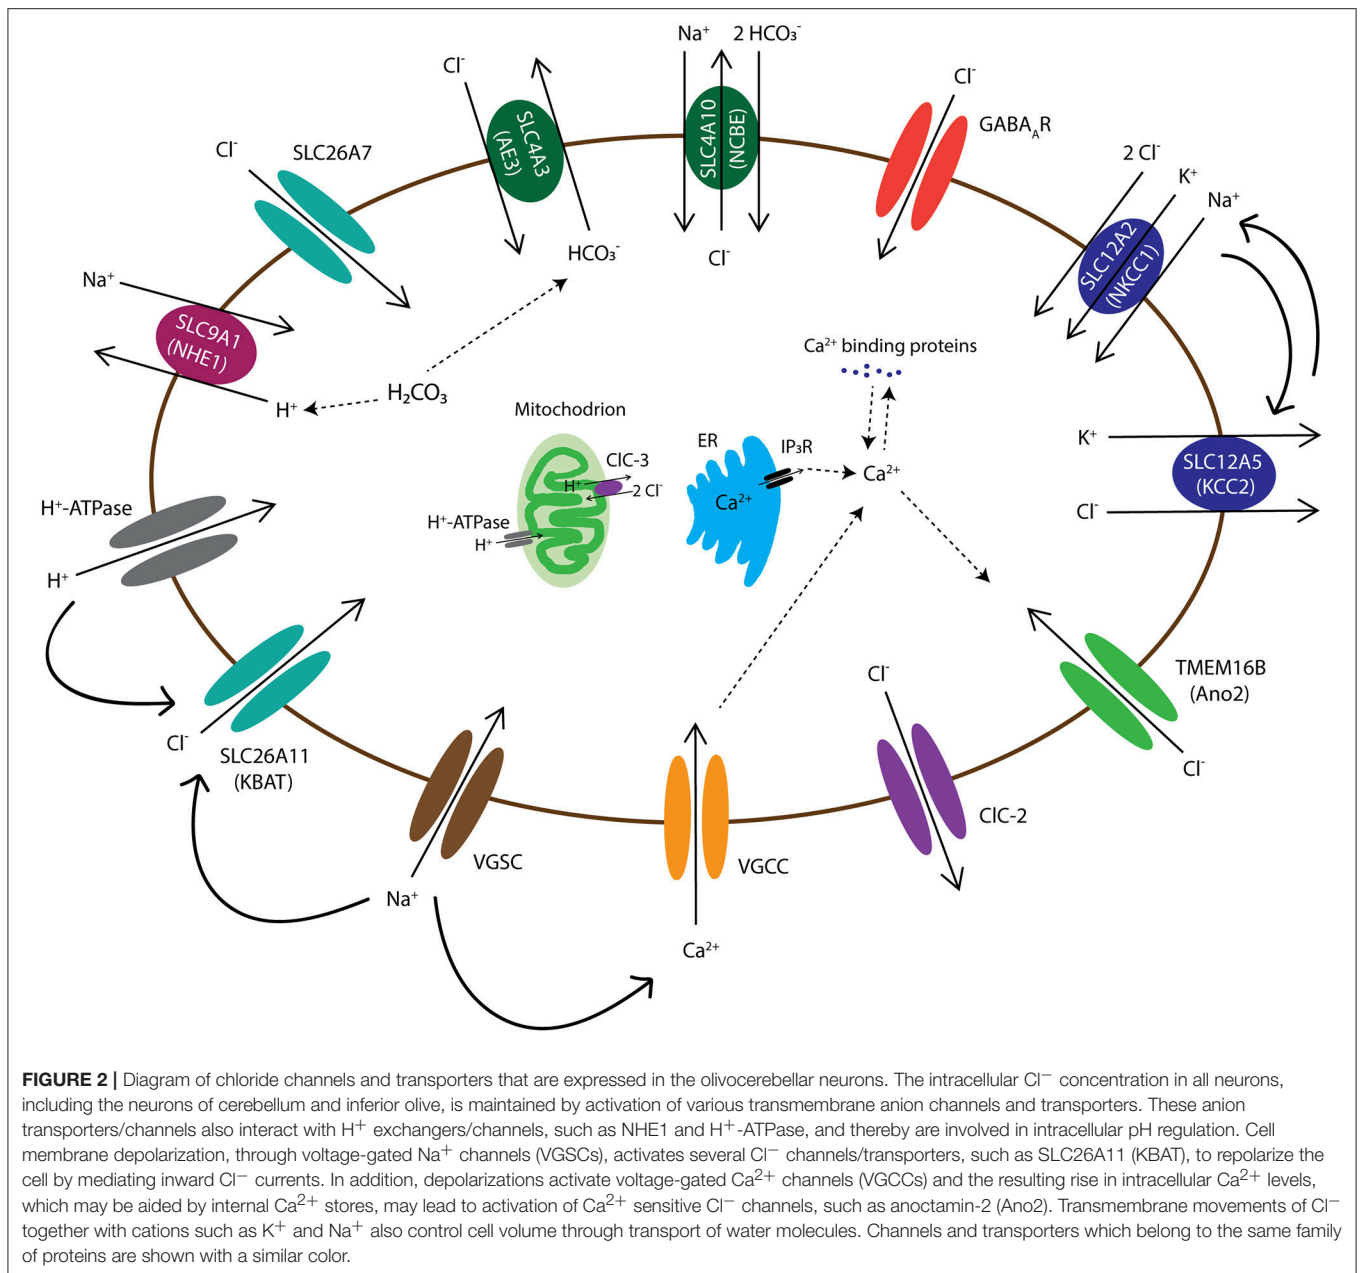 Na⁺ 2 HCO₃⁻
Cl⁻
SLC4A3
(AE3)
HCO₃⁻
SLC4A10
(NCBE)
Cl⁻
Cl⁻
GABA_AR
Cl⁻
SLC26A7
2 Cl⁻
K⁺
Na⁺
SLC12A2
(NKCC1)
Na⁺
SLC9A1
(NHE1)
H⁺
H₂CO₃
Ca²⁺ binding proteins
Mitochodrion
ClC-3
H⁺
2 Cl⁻
H⁺-ATPase
H⁺
ER
IP₃R
Ca²⁺
Ca²⁺
K⁺
SLC12A5
(KCC2)
Cl⁻
H⁺-ATPase
H⁺
Cl⁻
SLC26A11
(KBAT)
VGSC
Na⁺
VGCC
Ca²⁺
Cl⁻
ClC-2
TMEM16B
(Ano2)
Cl⁻
FIGURE 2 | Diagram of chloride channels and transporters that are expressed in the olivocerebellar neurons. The intracellular Cl− concentration in all neurons,
including the neurons of cerebellum and inferior olive, is maintained by activation of various transmembrane anion channels and transporters. These anion
transporters/channels also interact with H+ exchangers/channels, such as NHE1 and H+-ATPase, and thereby are involved in intracellular pH regulation. Cell
membrane depolarization, through voltage-gated Na+ channels (VGSCs), activates several Cl− channels/transporters, such as SLC26A11 (KBAT), to repolarize the
cell by mediating inward Cl− currents. In addition, depolarizations activate voltage-gated Ca2+ channels (VGCCs) and the resulting rise in intracellular Ca2+ levels,
which may be aided by internal Ca2+ stores, may lead to activation of Ca2+ sensitive Cl− channels, such as anoctamin-2 (Ano2). Transmembrane movements of Cl−
together with cations such as K+ and Na+ also control cell volume through transport of water molecules. Channels and transporters which belong to the same family
of proteins are shown with a similar color.